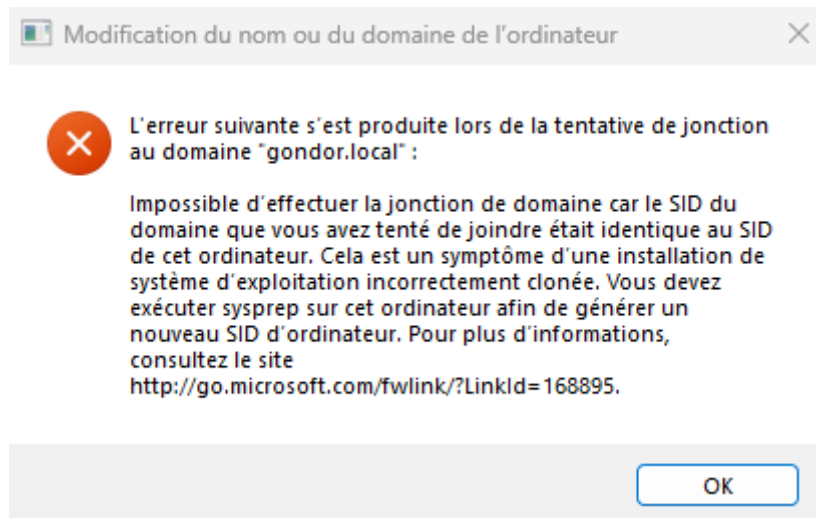 Modification du nom ou du domaine de l'ordinateur
L'erreur suivante s'est produite lors de la tentative de jonction
au domaine "gondor.local" :
Impossible d'effectuer la jonction de domaine car le SID du
domaine que vous avez tenté de joindre était identique au SID
de cet ordinateur. Cela est un symptôme d'une installation de
système d'exploitation incorrectement clonée. Vous devez
exécuter sysprep sur cet ordinateur afin de générer un
nouveau SID d'ordinateur. Pour plus d'informations,
consultez le site
http://go.microsoft.com/fwlink/?LinkId=168895.
OK